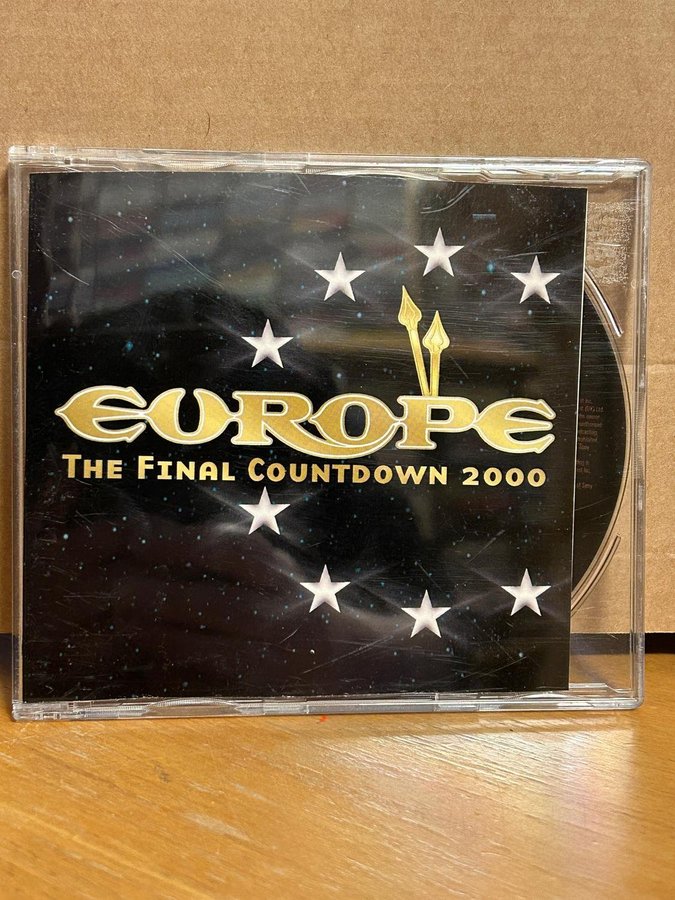 EUROPE
THE FINAL COUNTDOWN 2000